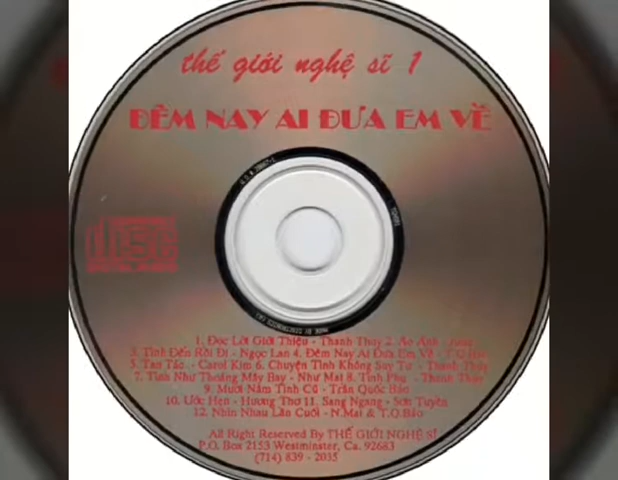 thế giới nghệ sĩ 1
ĐÊM NAY AI ĐƯA EM VỀ
1. Đọc Lời Giới Thiệu - Thanh Thúy 2. Ảo Ảnh -
3. Tình Đến Rồi Đi - Ngọc Lan 4. Đêm Nay Ai Đưa Em Về -
5. Tan Tác - Carol Kim 6. Chuyện Tình Không Suy Tư - Thanh Thúy
7. Tình Như Thoáng Mây Bay - Như Mai 8. Tình Phụ - Thanh Thúy
9. Mười Năm Tình Cũ - Trần Quốc Bảo
10. Ước Hẹn - Hương Thơ 11. Sang Ngang - Sơn Tuyền
12. Nhìn Nhau Lần Cuối - N.Mai & T.Q.Bảo
All Right Reserved By THẾ GIỚI NGHỆ SĨ
P.O. Box 2153 Westminster, Ca. 92683
(714) 839 - 2035